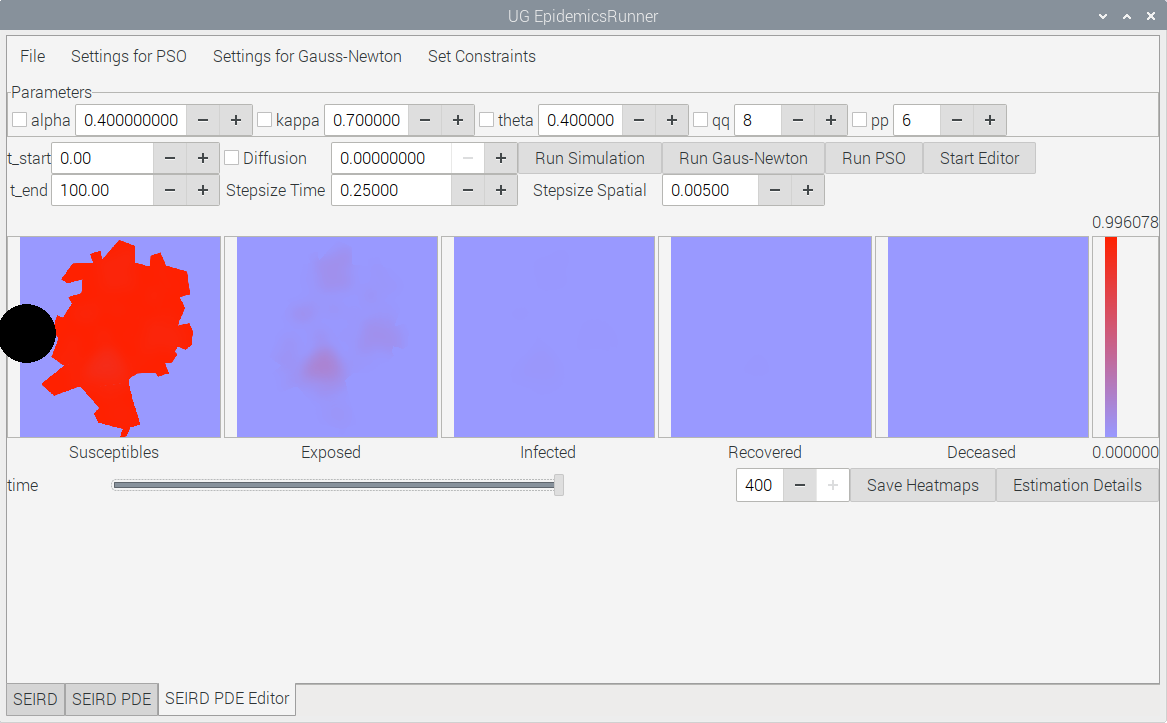 UG EpidemicsRunner
File Settings for PSO Settings for Gauss-Newton Set Constraints
Parameters
alpha 0.400000000 − + kappa 0.700000 − + theta 0.400000 − + qq 8 − + pp 6 − +
t_start 0.00 − + Diffusion 0.00000000 − + Run Simulation Run Gaus-Newton Run PSO Start Editor
t_end 100.00 − + Stepsize Time 0.25000 − + Stepsize Spatial 0.00500 − +
0.996078
Susceptibles Exposed Infected Recovered Deceased 0.000000
time 400 − + Save Heatmaps Estimation Details
SEIRD SEIRD PDE SEIRD PDE Editor